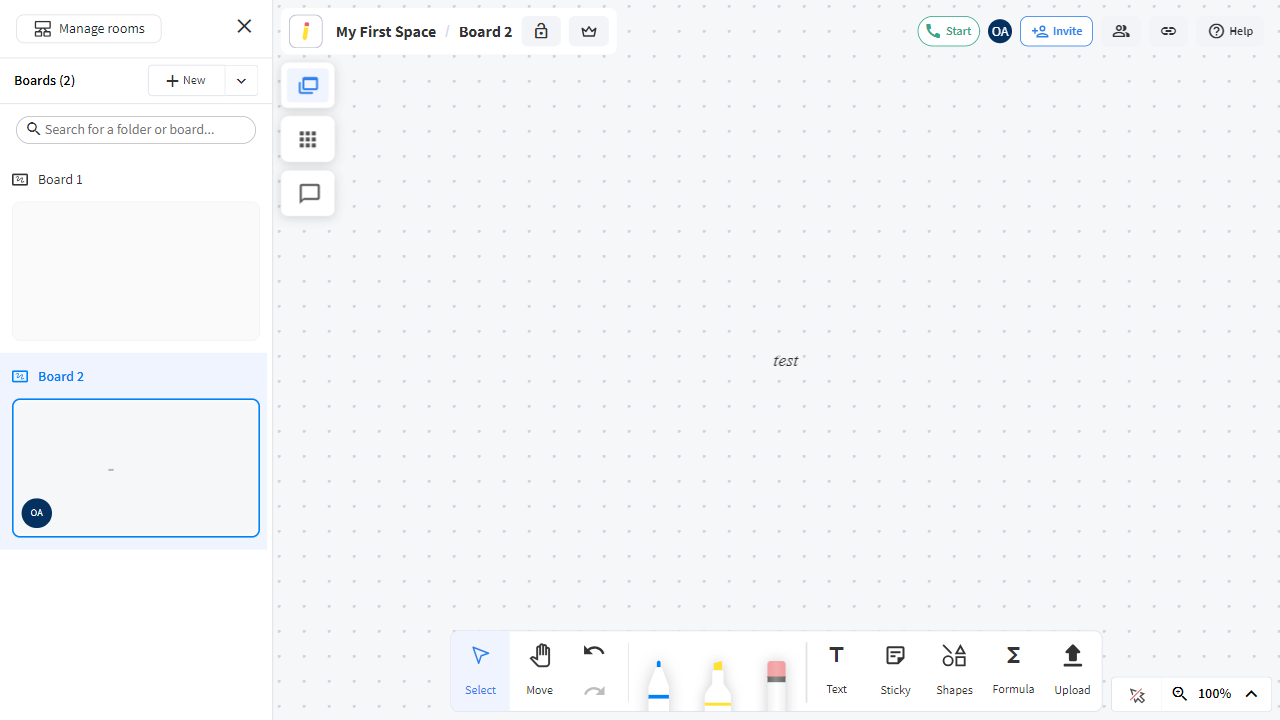 Manage rooms
Boards (2)
New
Search for a folder or board...
Board 1
Board 2
OA
My First Space / Board 2
Start
OA
Invite
Help
test
Select
Move
Text
Sticky
Shapes
Formula
Upload
100%